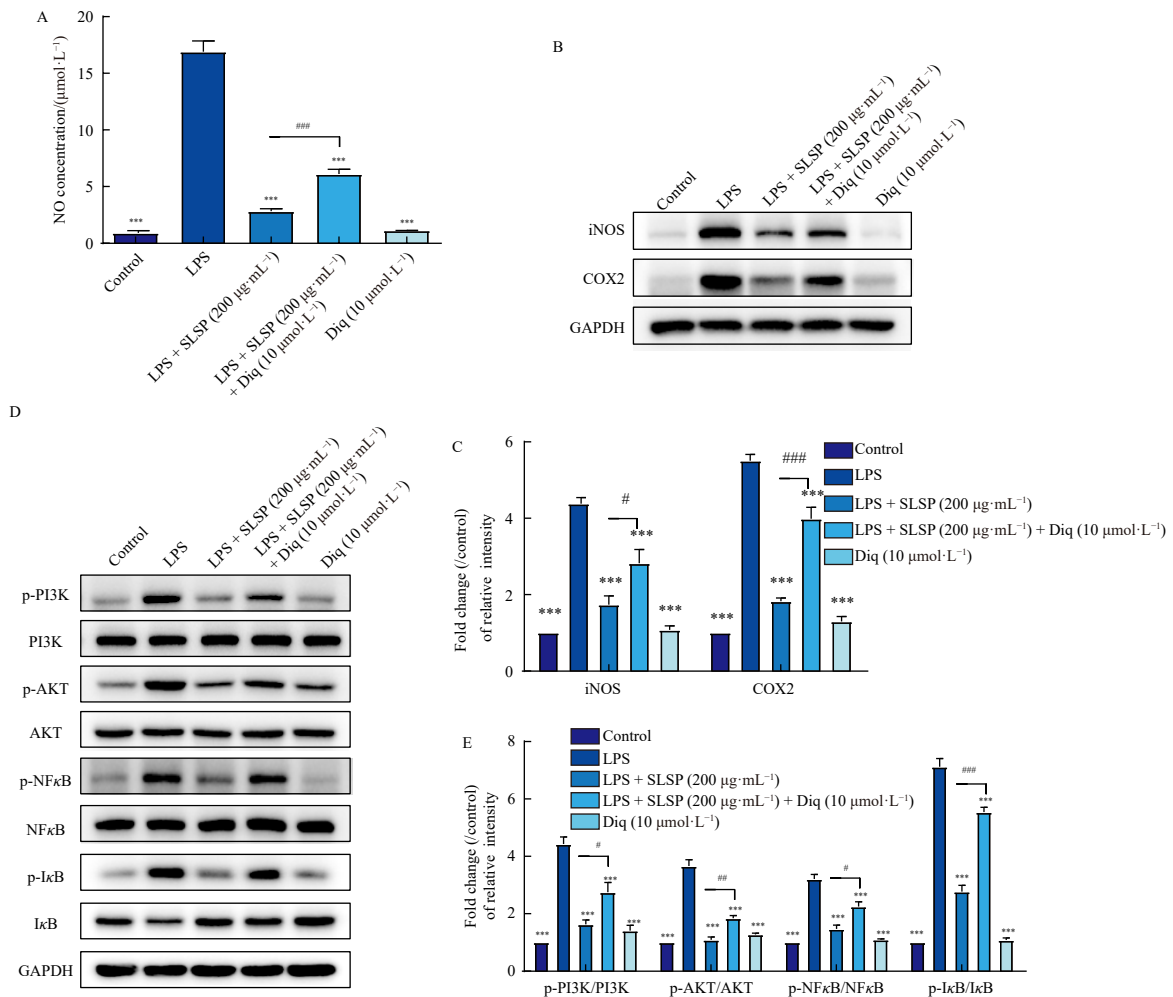 A
20
15
10
5
0
NO concentration/(μmol·L⁻¹)
***
***
###
***
***
Control
LPS
LPS + SLSP (200 μg·mL⁻¹)
LPS + SLSP (200 μg·mL⁻¹)
+ Diq (10 μmol·L⁻¹)
Diq (10 μmol·L⁻¹)
B
Control
LPS
LPS + SLSP (200 μg·mL⁻¹)
LPS + SLSP (200 μg·mL⁻¹)
+ Diq (10 μmol·L⁻¹)
Diq (10 μmol·L⁻¹)
iNOS
COX2
GAPDH
D
Control
LPS
LPS + SLSP (200 μg·mL⁻¹)
LPS + SLSP (200 μg·mL⁻¹)
+ Diq (10 μmol·L⁻¹)
Diq (10 μmol·L⁻¹)
p-PI3K
PI3K
p-AKT
AKT
p-NFκB
NFκB
p-IκB
IκB
GAPDH
C
6
4
2
0
Fold change (/control)
of relative intensity
***
***
#
***
***
***
***
###
***
***
iNOS
COX2
Control
LPS
LPS + SLSP (200 μg·mL⁻¹)
LPS + SLSP (200 μg·mL⁻¹) + Diq (10 μmol·L⁻¹)
Diq (10 μmol·L⁻¹)
E
8
6
4
2
0
Fold change (/control)
of relative intensity
Control
LPS
LPS + SLSP (200 μg·mL⁻¹)
LPS + SLSP (200 μg·mL⁻¹) + Diq (10 μmol·L⁻¹)
Diq (10 μmol·L⁻¹)
***
***
#
***
***
***
***
##
***
***
***
***
#
***
***
***
***
###
***
***
p-PI3K/PI3K
p-AKT/AKT
p-NFκB/NFκB
p-IκB/IκB